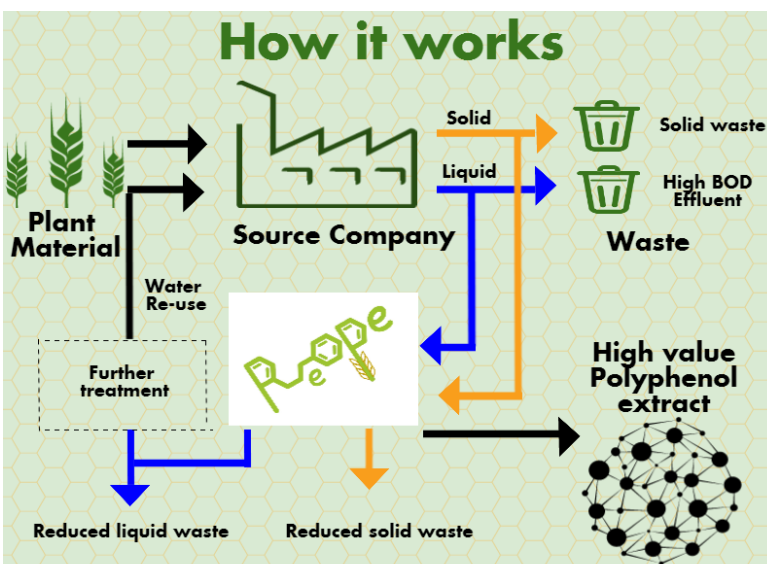 How it works
Solid
Solid waste
Liquid
High BOD
Effluent
Plant
Material
Source Company
Waste
Water
Re-use
Further
treatment
High value
Polyphenol
extract
Reduced liquid waste
Reduced solid waste